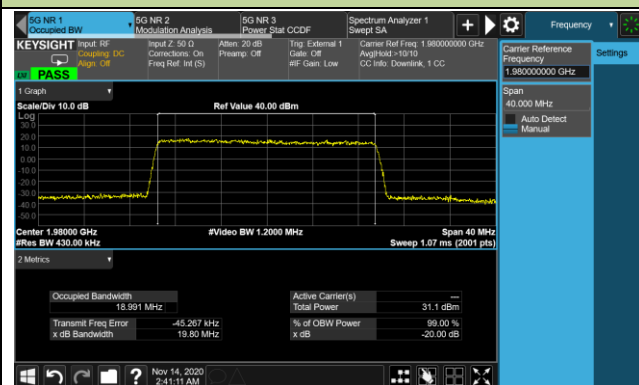 5G NR 1
Occupied BW
5G NR 2
Modulation Analysis
5G NR 3
Power Stat CCDF
Spectrum Analyzer 1
Swept SA
Frequency
KEYSIGHT
Input: RF
Coupling: DC
Align: Off
Input Z: 50 Ω
Corrections: On
Freq Ref: Int (S)
Atten: 20 dB
Preamp: Off
Trig: External 1
Gate: Off
#IF Gain: Low
Carrier Ref Freq: 1.980000000 GHz
Avg|Hold:>10/10
CC Info: Downlink, 1 CC
LXI
PASS
Carrier Reference
Frequency
1.980000000 GHz
Settings
Span
40.000 MHz
Auto Detect
Manual
1 Graph
Scale/Div 10.0 dB
Ref Value 40.00 dBm
Log
30.0
20.0
10.0
0.00
-10.0
-20.0
-30.0
-40.0
-50.0
Center 1.98000 GHz
#Video BW 1.2000 MHz
Span 40 MHz
#Res BW 430.00 kHz
Sweep 1.07 ms (2001 pts)
2 Metrics
Occupied Bandwidth
18.991 MHz
Active Carrier(s)
—
Total Power
31.1 dBm
Transmit Freq Error
-45.267 kHz
% of OBW Power
99.00 %
x dB Bandwidth
19.80 MHz
x dB
-20.00 dB
?
Nov 14, 2020
2:41:11 AM